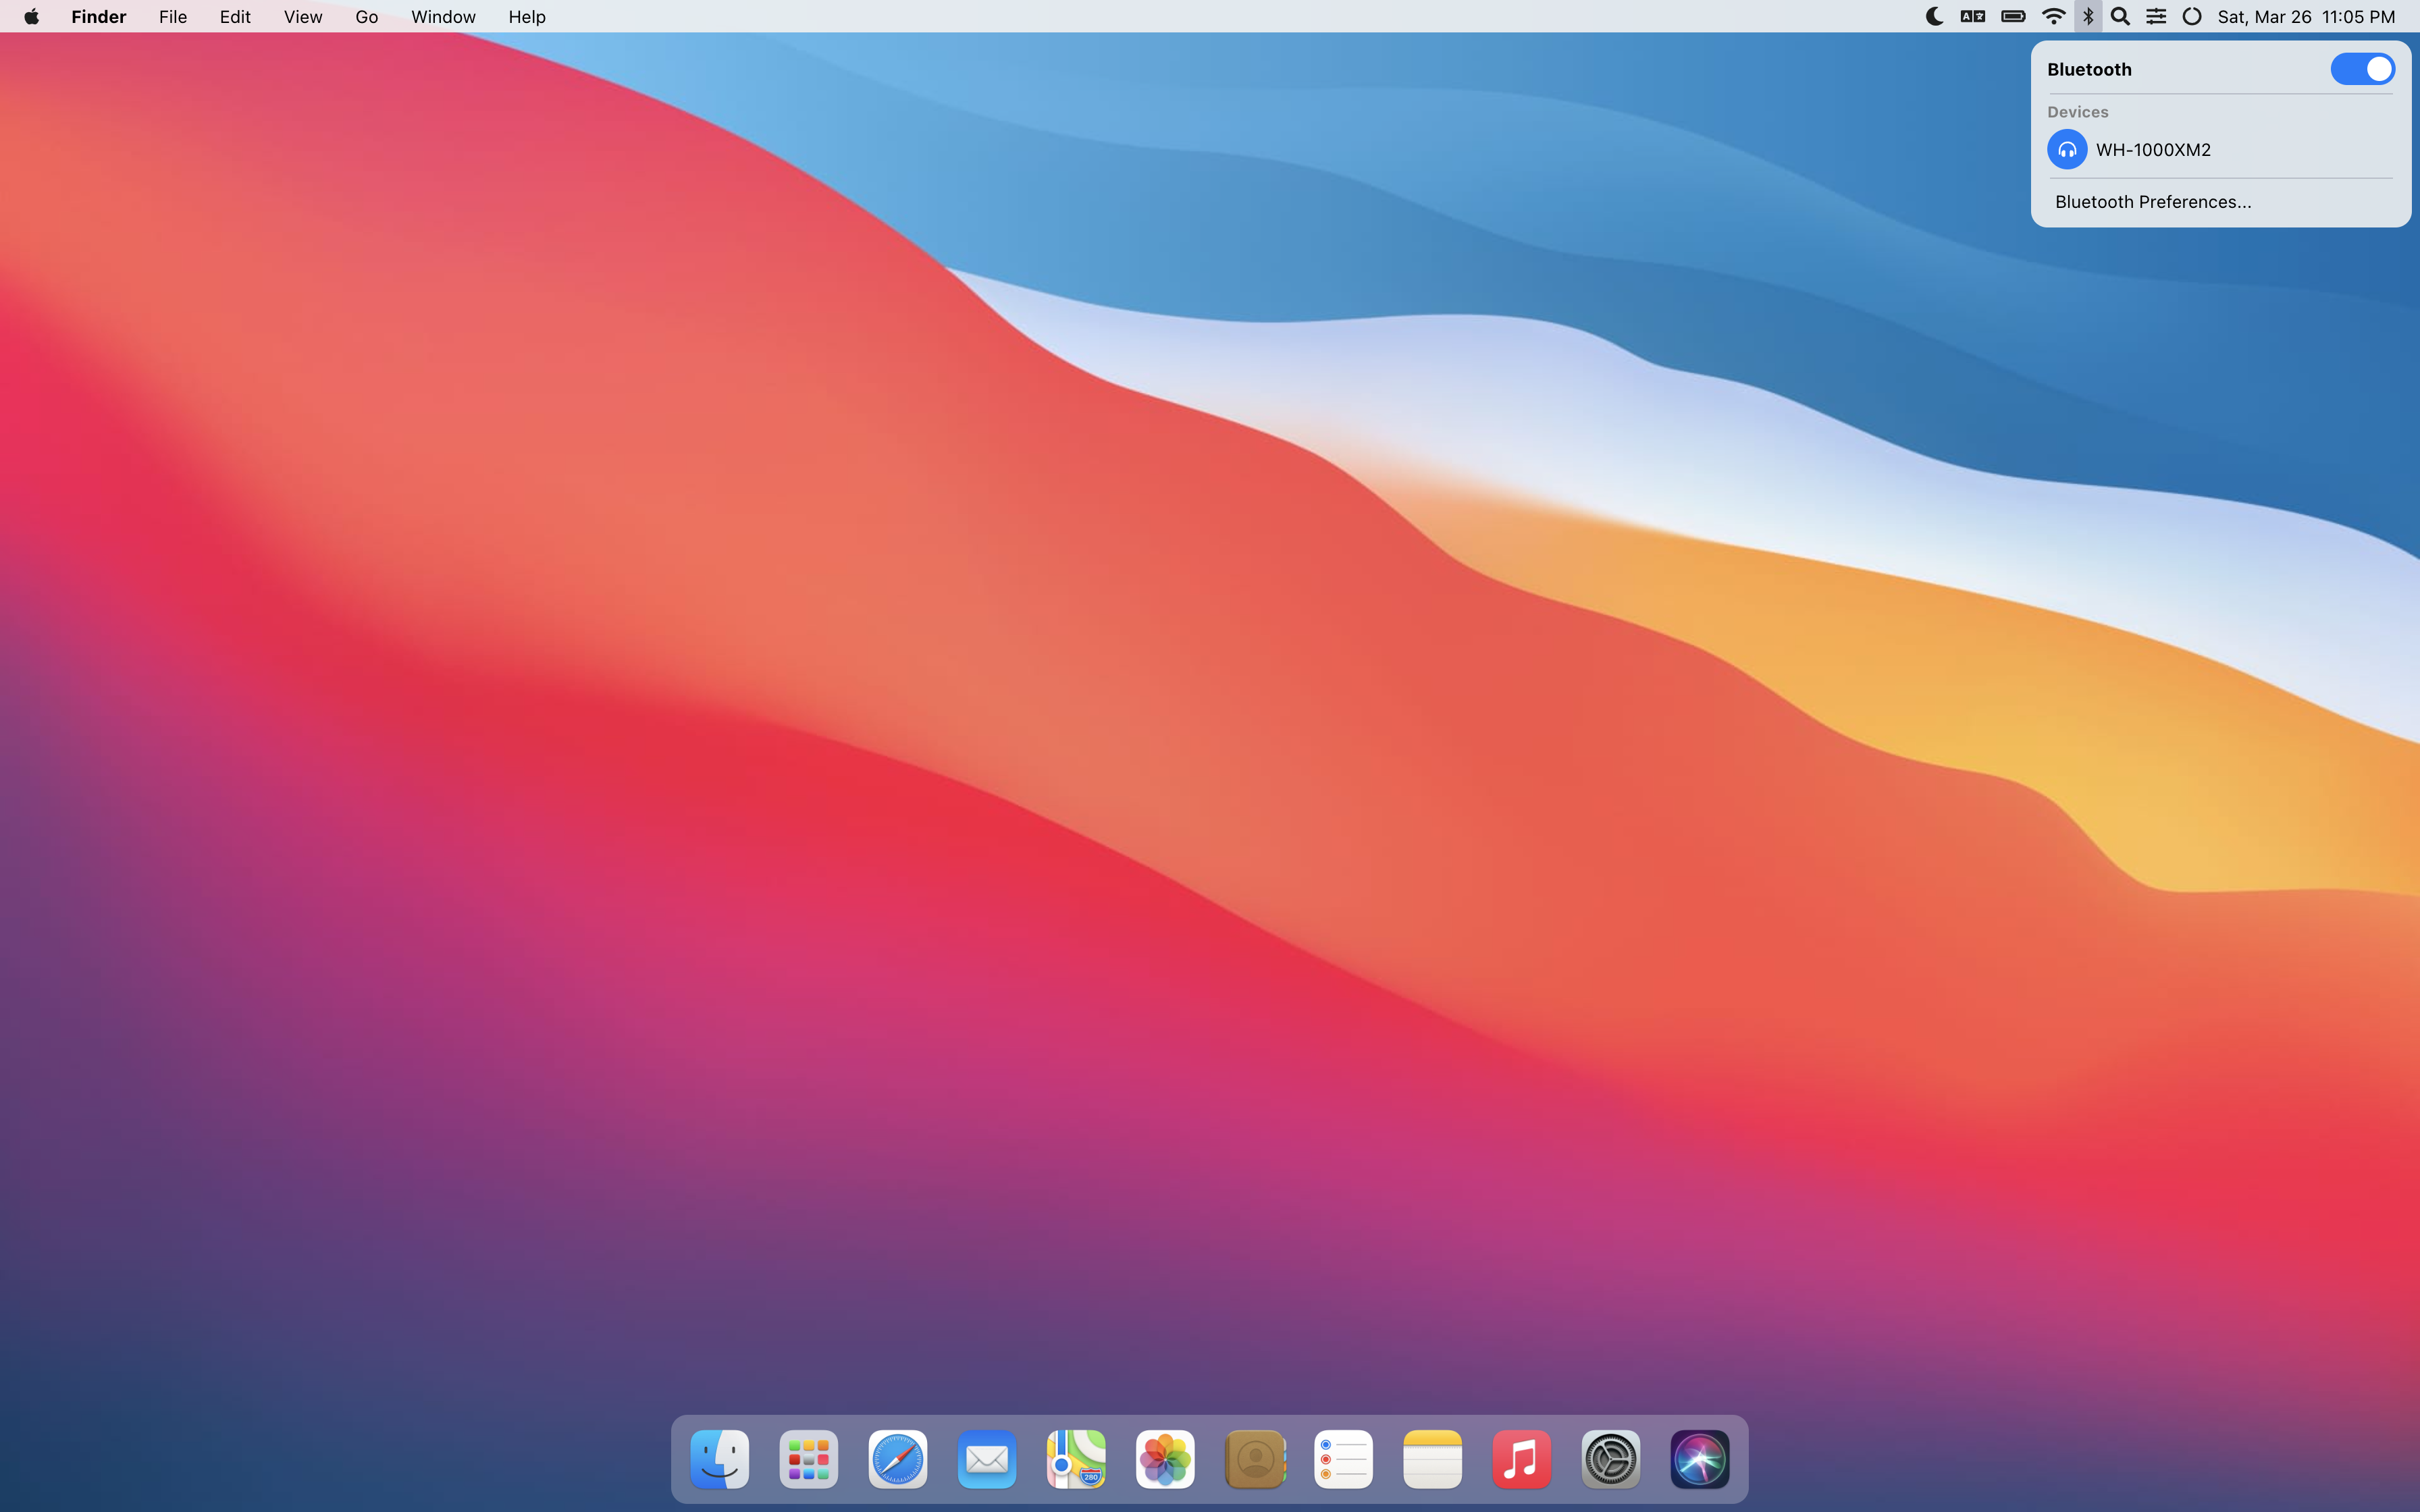 Finder File Edit View Go Window Help A Sat, Mar 26 11:05 PM
Bluetooth
Devices
WH-1000XM2
Bluetooth Preferences...
280